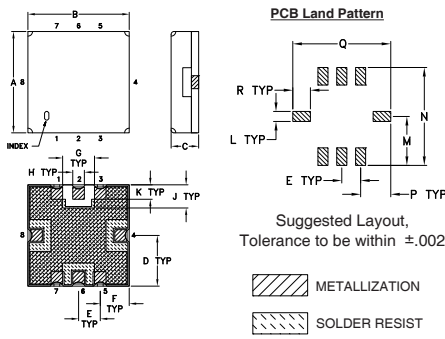 PCB Land Pattern
B
7 6 5
A
8
4
INDEX
1 2 3
C
Q
R TYP
L TYP
N
M
E TYP
P TYP
G TYP
H TYP
1 2 3
K TYP
J TYP
8
4
D TYP
7 6 5
F TYP
E TYP
Suggested Layout,
Tolerance to be within ±.002
METALLIZATION
SOLDER RESIST